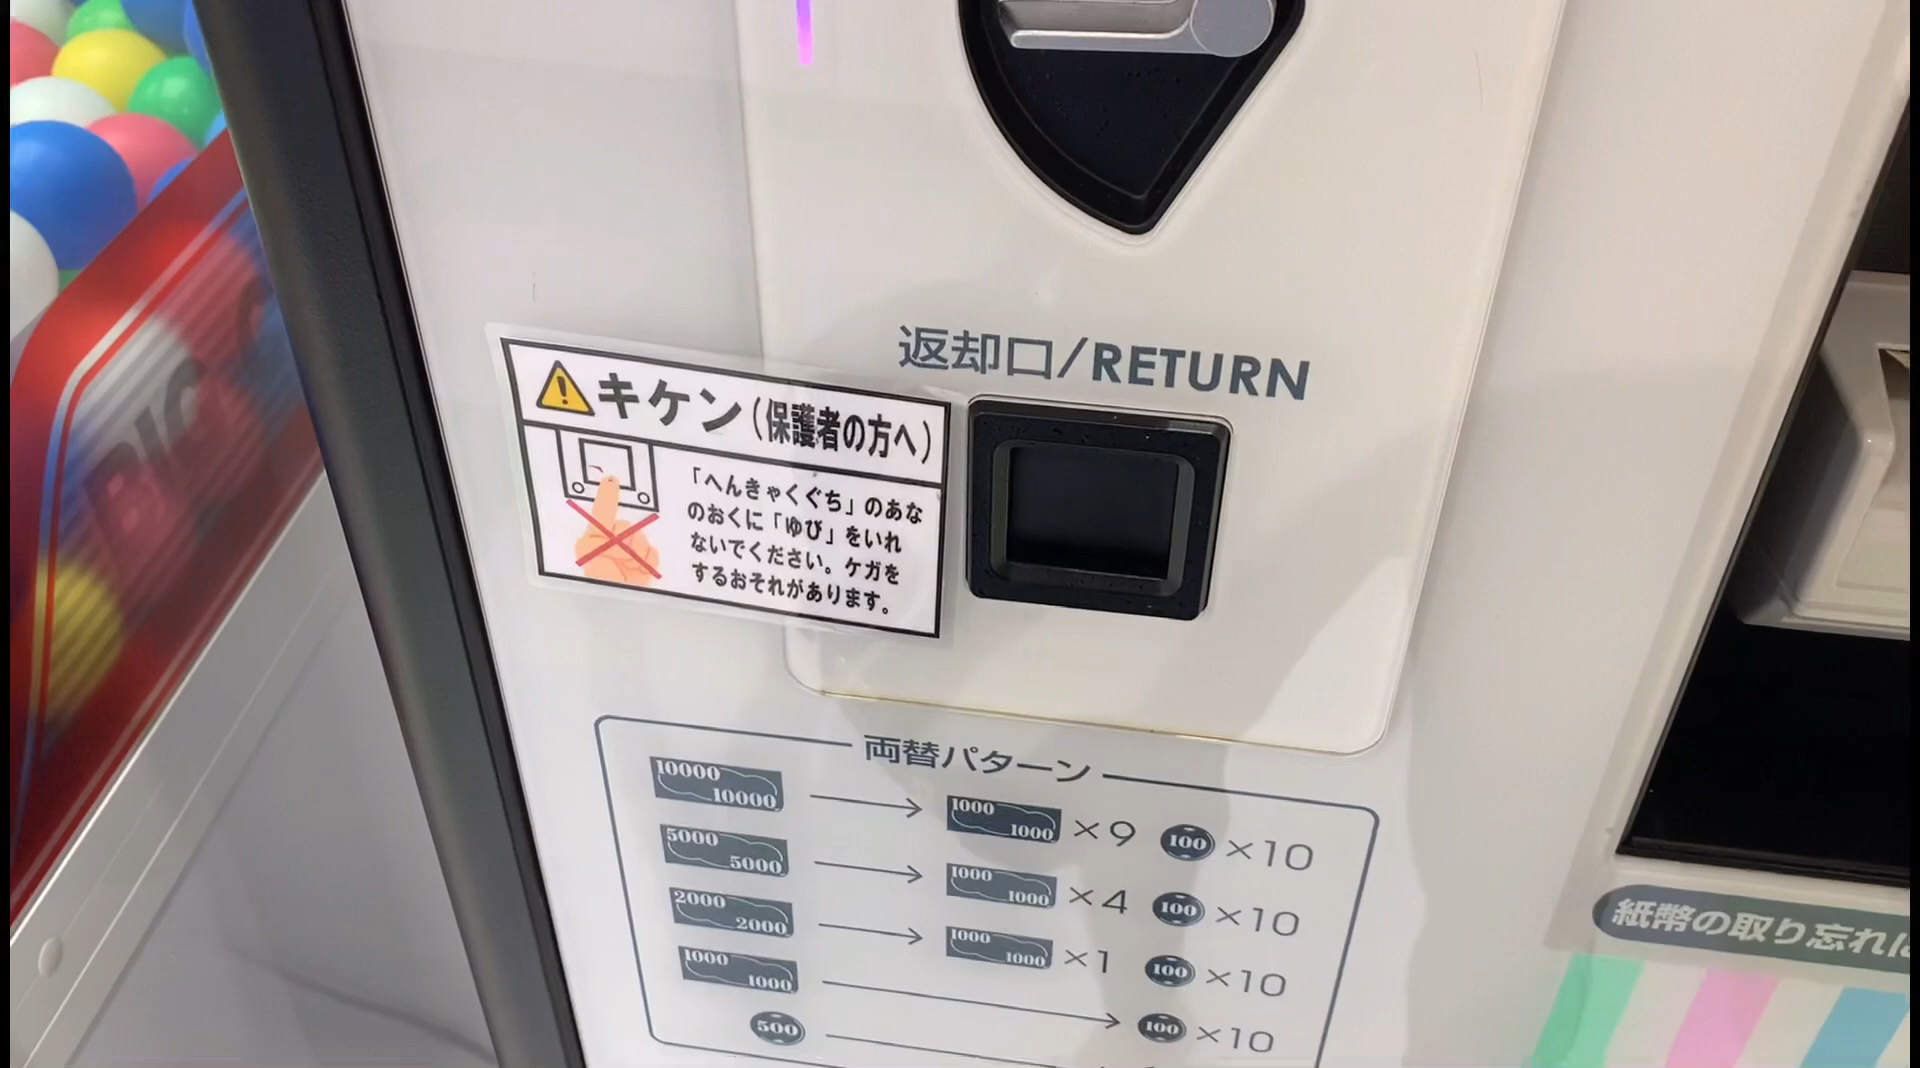 返却口/RETURN
キケン(保護者の方へ)
「へんきゃくぐち」のあな
のおくに「ゆび」をいれ
ないでください。ケガを
するおそれがあります。
両替パターン
10000 10000 → 1000 1000 ×9 100 ×10
5000 5000 → 1000 1000 ×4 100 ×10
2000 2000 → 1000 1000 ×1 100 ×10
1000 1000 → 100 ×10
500
紙幣の取り忘れに
BIG